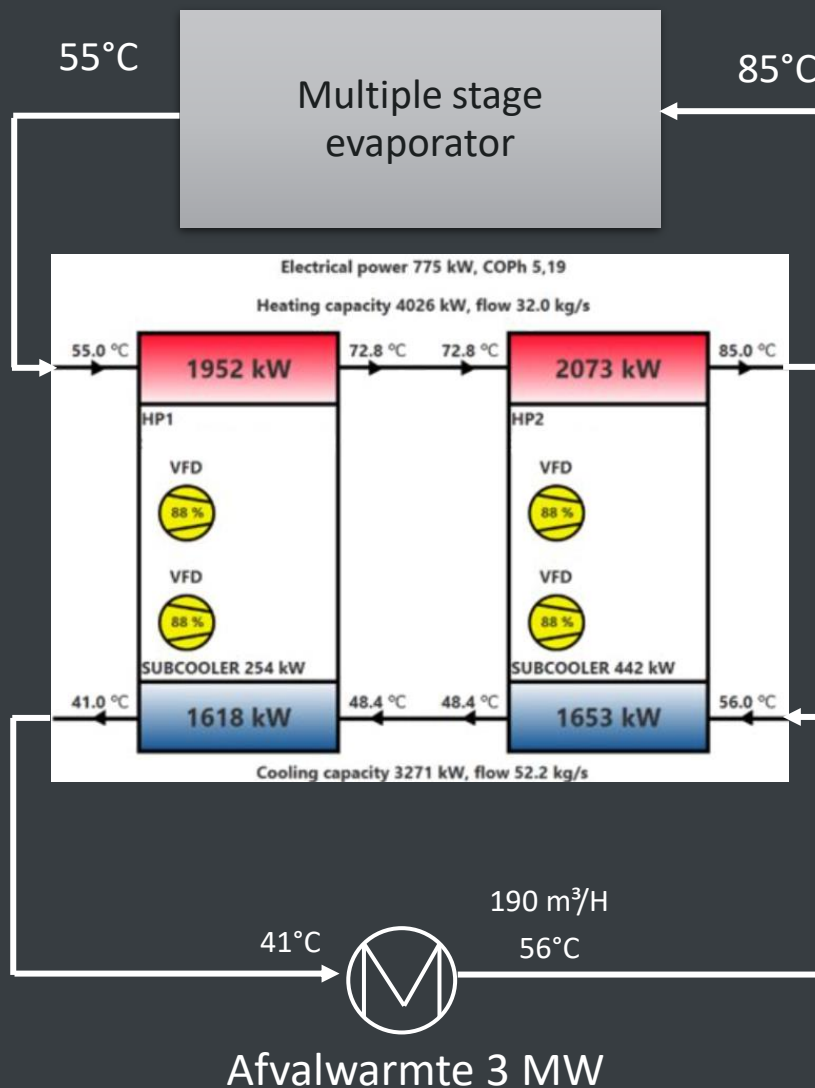 55°C
Multiple stage
evaporator
85°C
Electrical power 775 kW, COPh 5,19
Heating capacity 4026 kW, flow 32.0 kg/s
55.0 °C
1952 kW
72.8 °C
72.8 °C
2073 kW
85.0 °C
HP1
HP2
VFD
VFD
88 %
88 %
VFD
VFD
88 %
88 %
SUBCOOLER 254 kW
SUBCOOLER 442 kW
41.0 °C
1618 kW
48.4 °C
48.4 °C
1653 kW
56.0 °C
Cooling capacity 3271 kW, flow 52.2 kg/s
190 m³/H
41°C
56°C
Afvalwarmte 3 MW